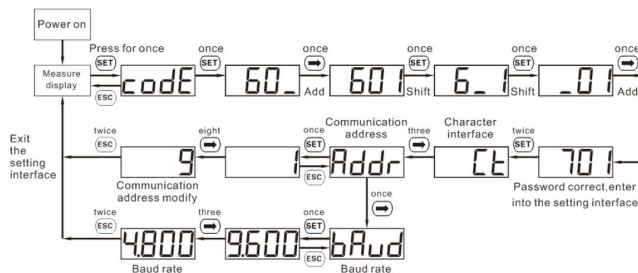 Power on
Press for once
once
once
once
once
once
Measure
display
SET
ESC
codE
SET
60_
Add
601
SET
Shift
6_1
SET
Shift
_01
Add
Exit
the
setting
interface
twice
ESC
9
Communication
address modify
eight
1
once
SET
ESC
Communication
address
Addr
three
Character
interface
Ct
twice
SET
701
Password correct,enter
into the setting interface
once
twice
ESC
4.800
Baud rate
three
9.600
once
SET
ESC
bAud
Baud rate